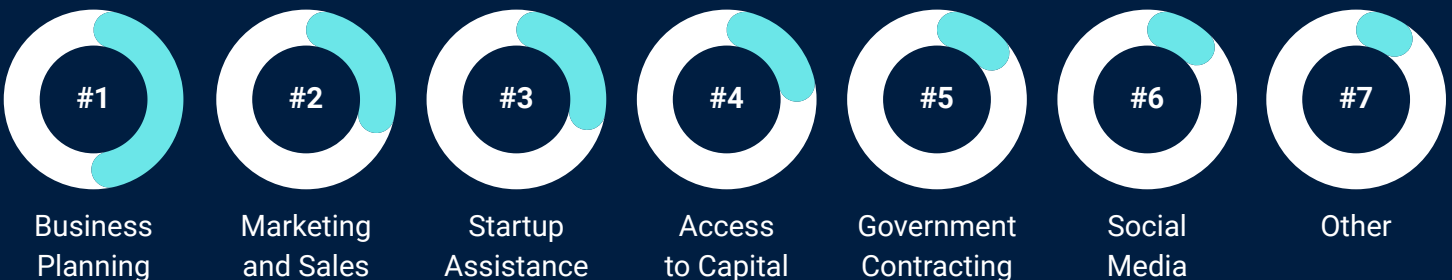 #1 #2 #3 #4 #5 #6 #7
Business
Planning
Marketing
and Sales
Startup
Assistance
Access
to Capital
Government
Contracting
Social
Media
Other